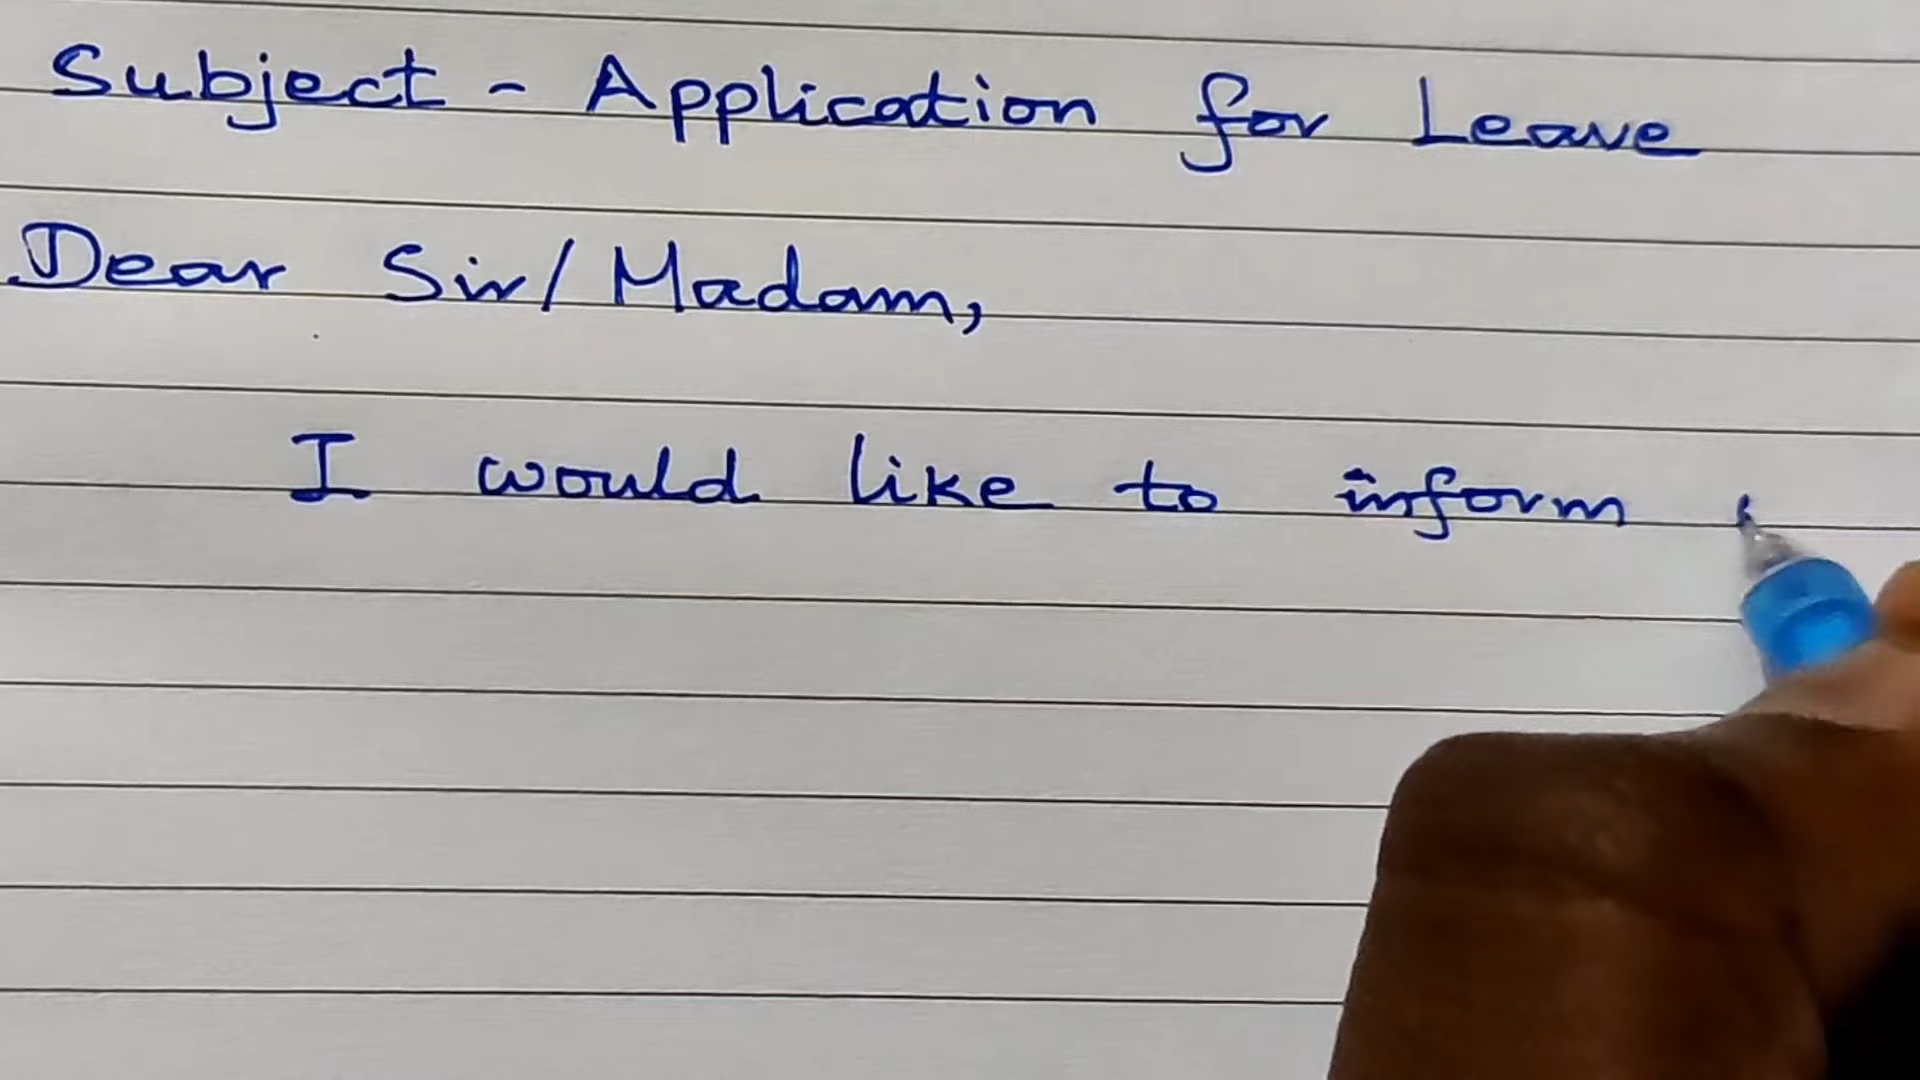 Subject - Application for Leave
Dear Sir/Madam,
I would like to inform